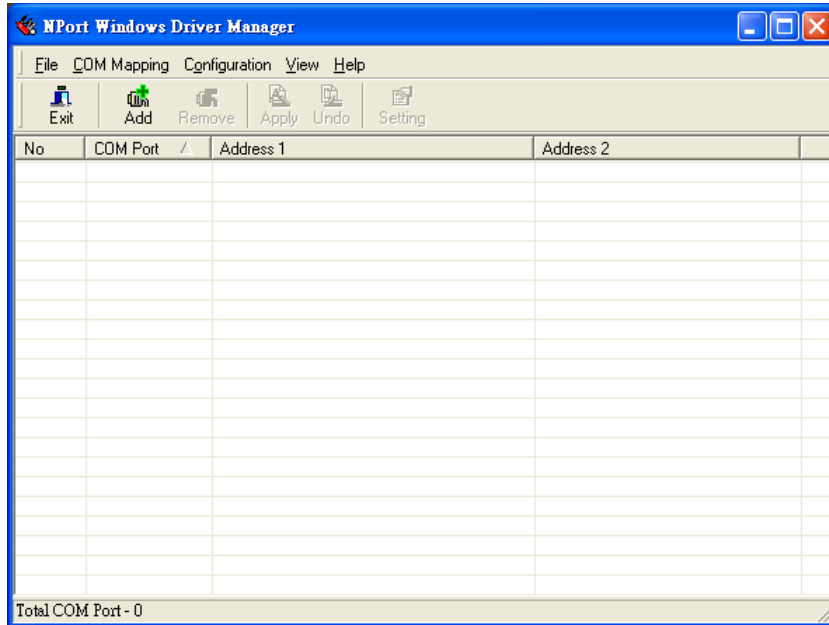 NPort Windows Driver Manager
File COM Mapping Configuration View Help
Exit Add Remove Apply Undo Setting
No COM Port Address 1 Address 2
Total COM Port - 0